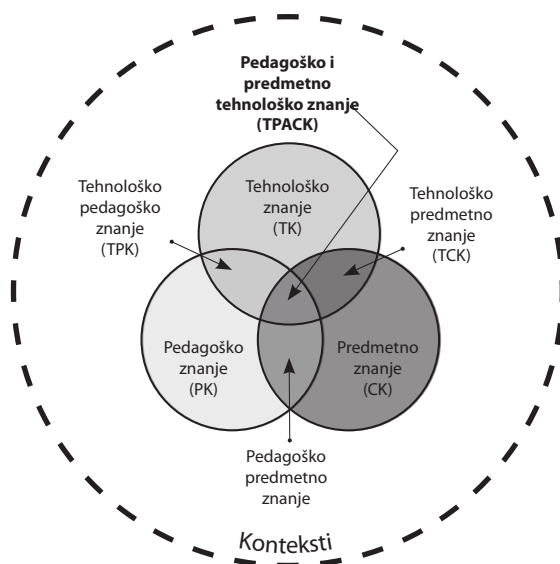 Pedagoško i
predmetno
tehnološko znanje
(TPACK)
Tehnološko
pedagoško
znanje
(TPK)
Tehnološko
znanje
(TK)
Tehnološko
predmetno
znanje
(TCK)
Pedagoško
znanje
(PK)
Predmetno
znanje
(CK)
Pedagoško
predmetno
znanje
Konteksti